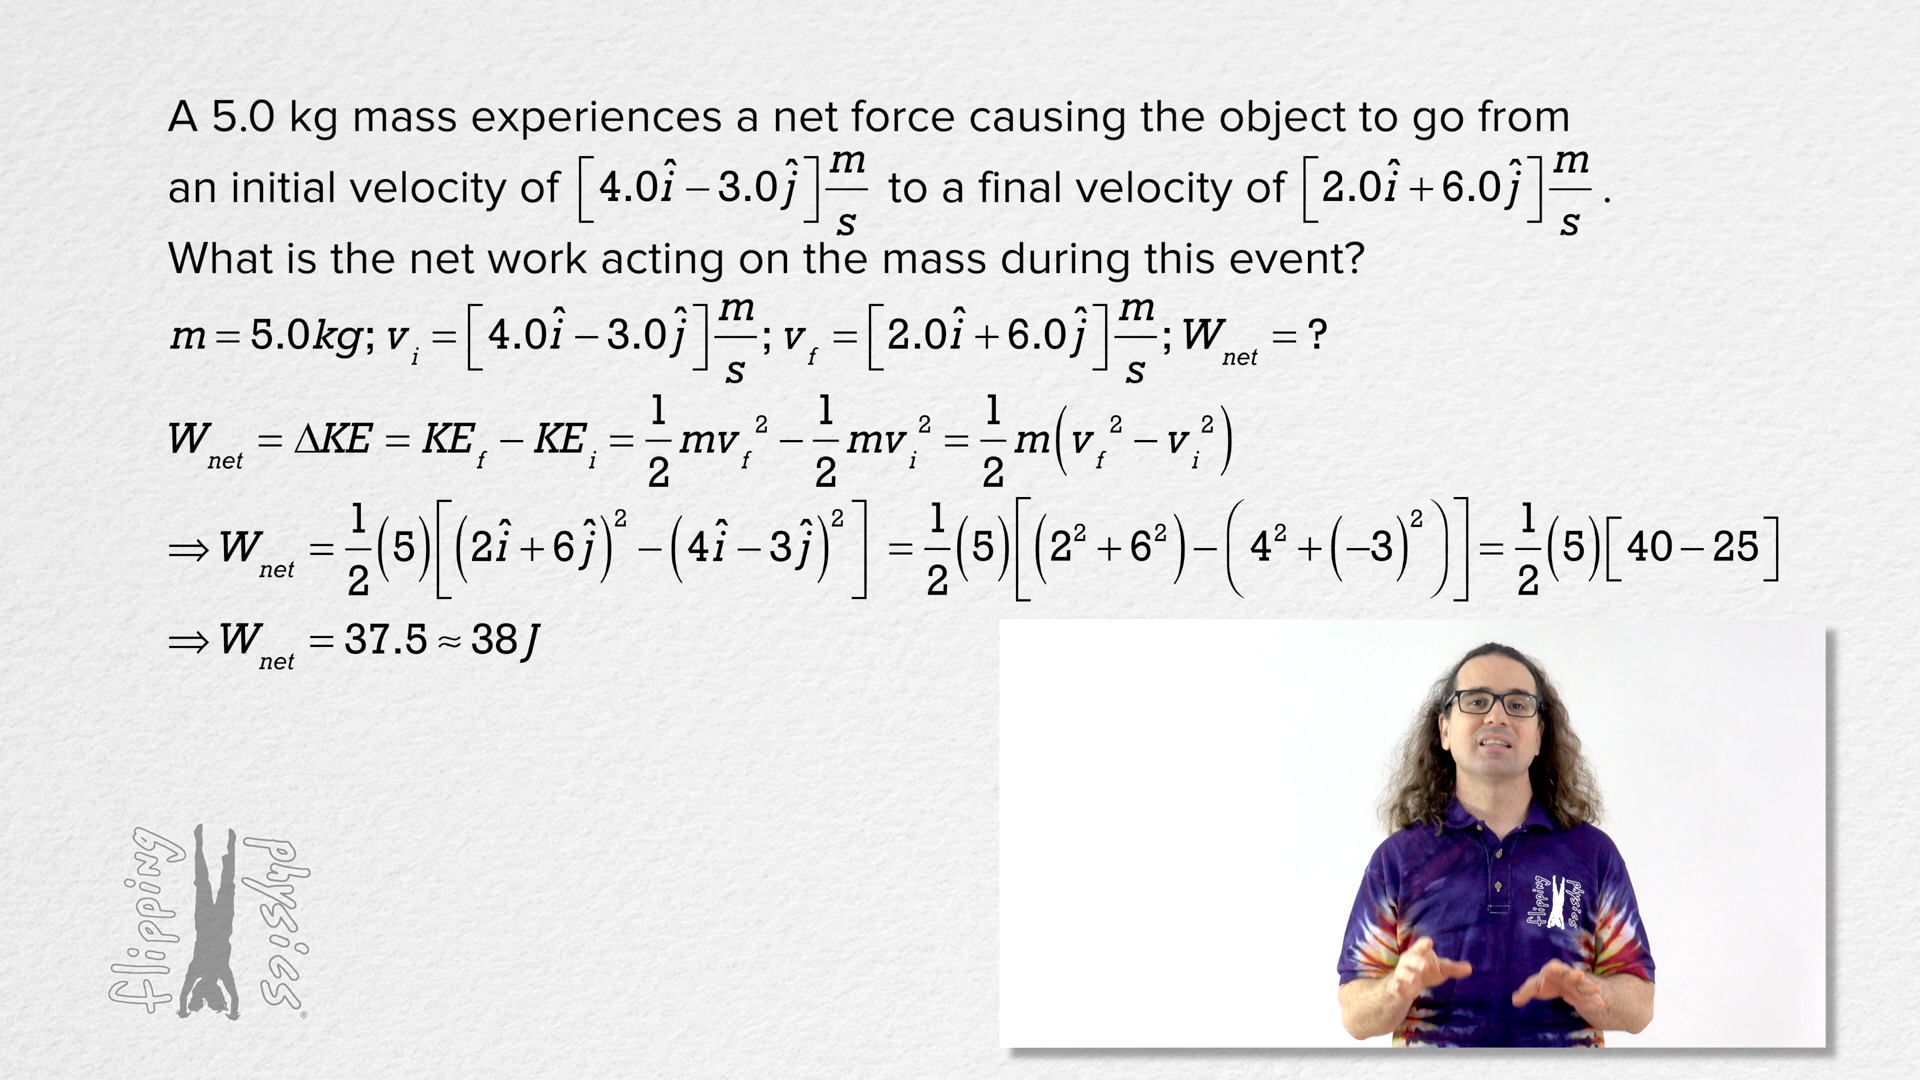 A 5.0 kg mass experiences a net force causing the object to go from
an initial velocity of [4.0î − 3.0ĵ] m/s to a final velocity of [2.0î + 6.0ĵ] m/s .
What is the net work acting on the mass during this event?
m = 5.0kg; v_i = [4.0î − 3.0ĵ] m/s; v_f = [2.0î + 6.0ĵ] m/s; W_net = ?
W_net = ΔKE = KE_f − KE_i = 1/2 mv_f² − 1/2 mv_i² = 1/2 m(v_f² − v_i²)
⇒ W_net = 1/2 (5)[(2î + 6ĵ)² − (4î − 3ĵ)²] = 1/2 (5)[(2² + 6²) − (4² + (−3)²)] = 1/2 (5)[40 − 25]
⇒ W_net = 37.5 ≈ 38J
flipping physics
flipping physics